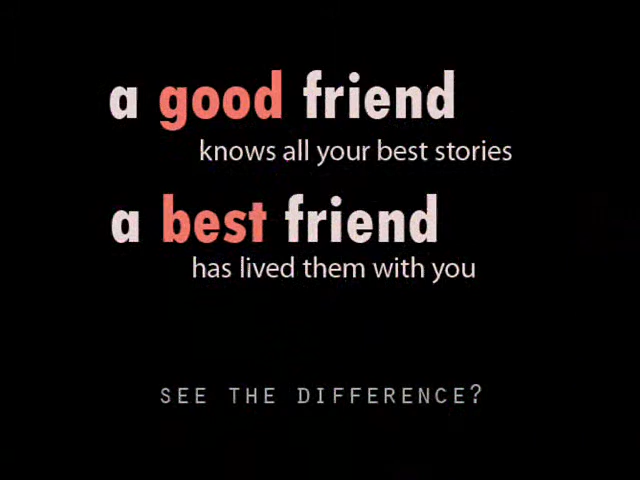 a good friend
knows all your best stories
a best friend
has lived them with you
SEE THE DIFFERENCE?